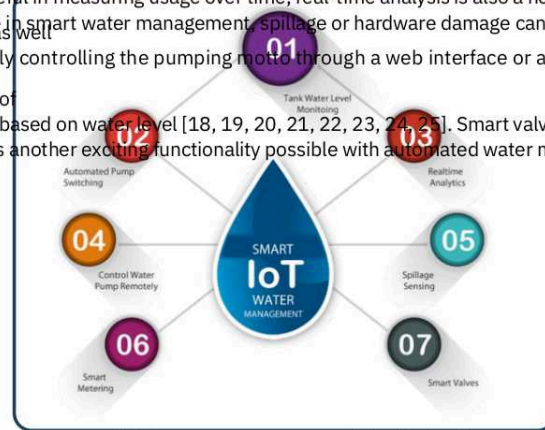 in smart water management, spillage or hardware damage can
as well
ly controlling the pumping motto through a web interface or a
of
based on water level [18, 19, 20, 21, 22, 23, 24, 25]. Smart valv
s another exciting functionality possible with automated water m
01
Tank Water Level
Monitoing
02
Automated Pump
Switching
03
Realtime
Analytics
04
Control Water
Pump Remotely
SMART
IoT
WATER
MANAGEMENT
05
Spillage
Sensing
06
Smart
Metering
07
Smart Valves